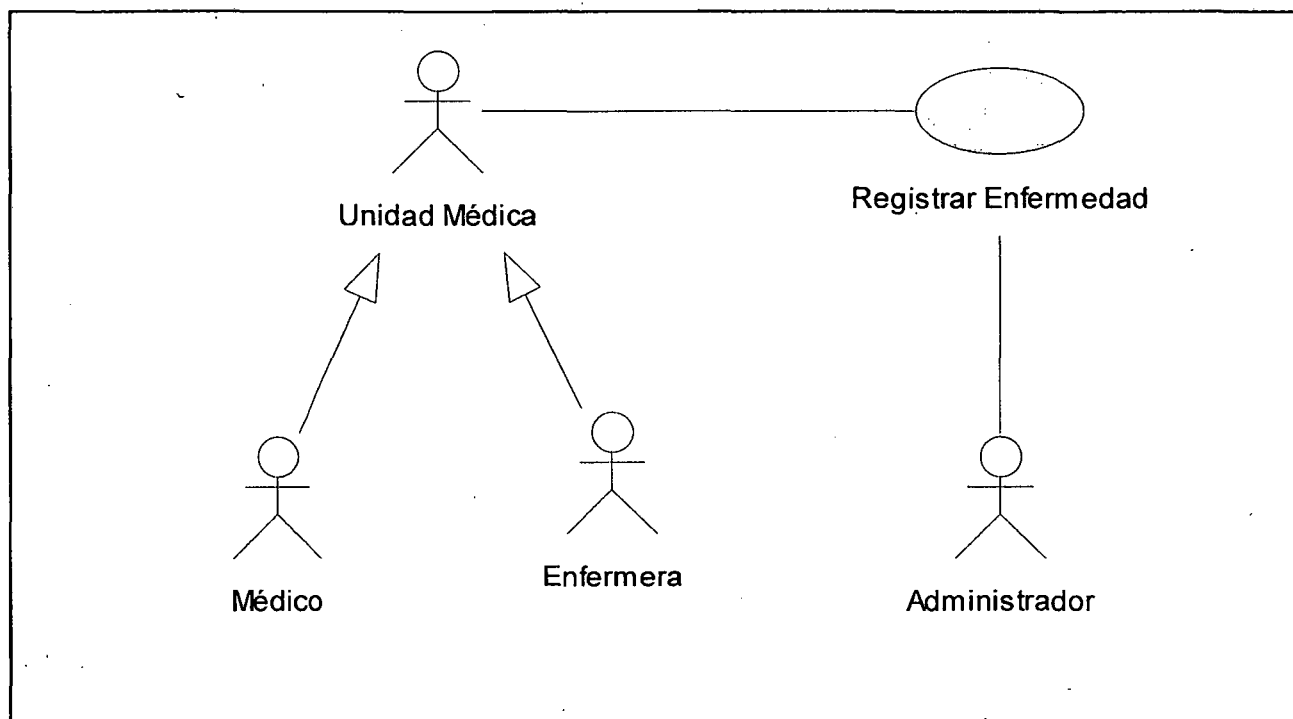 Unidad Médica
Registrar Enfermedad
Médico
Enfermera
Administrador